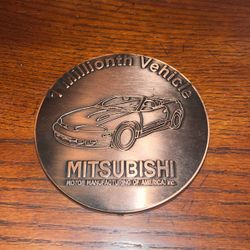 1 Millionth Vehicle
MITSUBISHI
MOTOR MANUFACTURING OF AMERICA, INC.